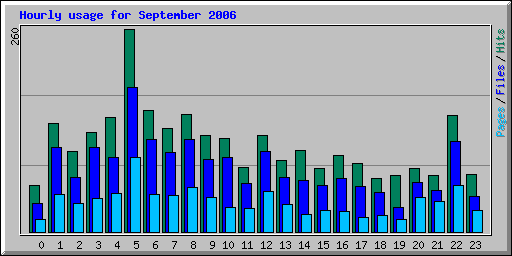 Hourly usage for September 2006
260
Pages / Files / Hits
0 1 2 3 4 5 6 7 8 9 10 11 12 13 14 15 16 17 18 19 20 21 22 23